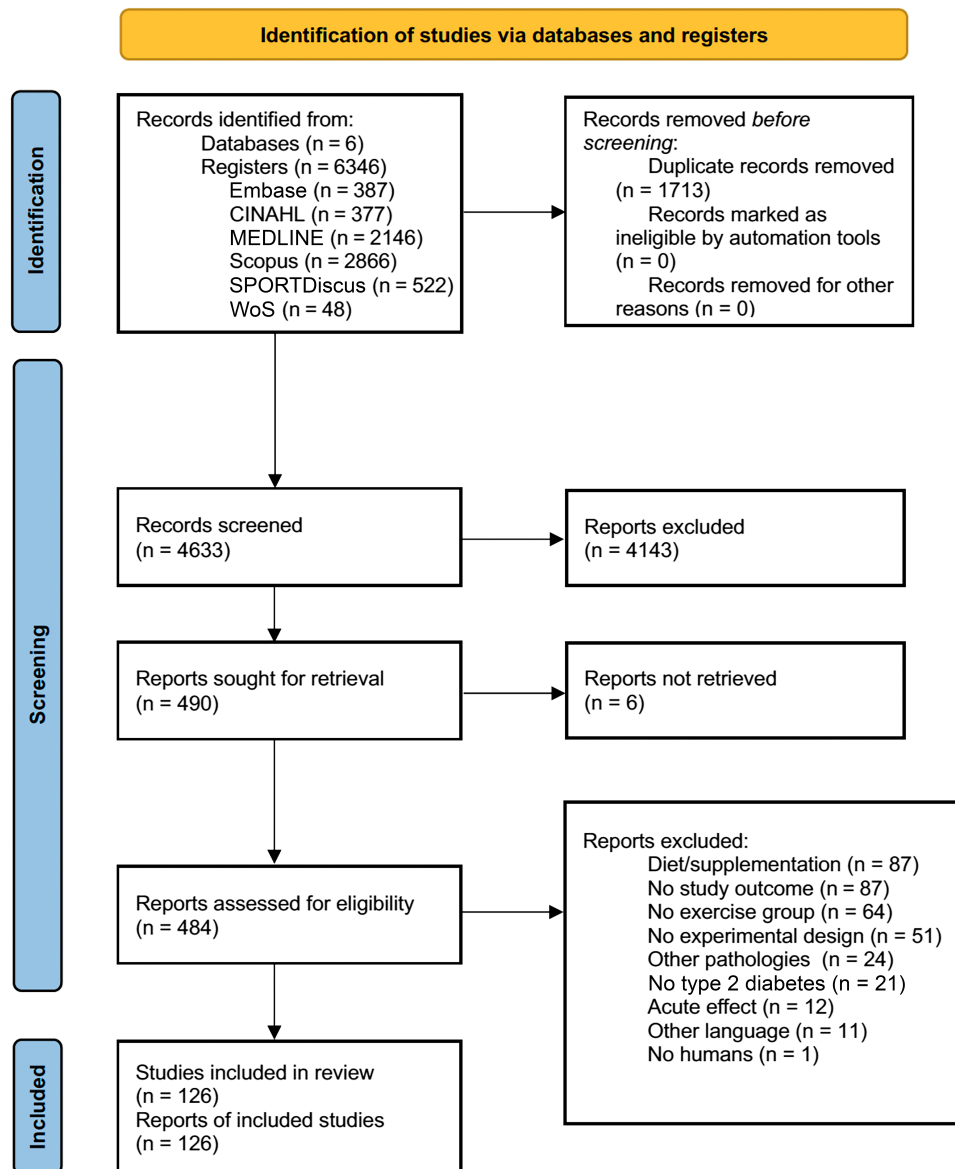 Identification of studies via databases and registers
Identification
Records identified from:
Databases (n = 6)
Registers (n = 6346)
Embase (n = 387)
CINAHL (n = 377)
MEDLINE (n = 2146)
Scopus (n = 2866)
SPORTDiscus (n = 522)
WoS (n = 48)
Records removed before
screening:
Duplicate records removed
(n = 1713)
Records marked as
ineligible by automation tools
(n = 0)
Records removed for other
reasons (n = 0)
Screening
Records screened
(n = 4633)
Reports excluded
(n = 4143)
Reports sought for retrieval
(n = 490)
Reports not retrieved
(n = 6)
Reports assessed for eligibility
(n = 484)
Reports excluded:
Diet/supplementation (n = 87)
No study outcome (n = 87)
No exercise group (n = 64)
No experimental design (n = 51)
Other pathologies (n = 24)
No type 2 diabetes (n = 21)
Acute effect (n = 12)
Other language (n = 11)
No humans (n = 1)
Included
Studies included in review
(n = 126)
Reports of included studies
(n = 126)